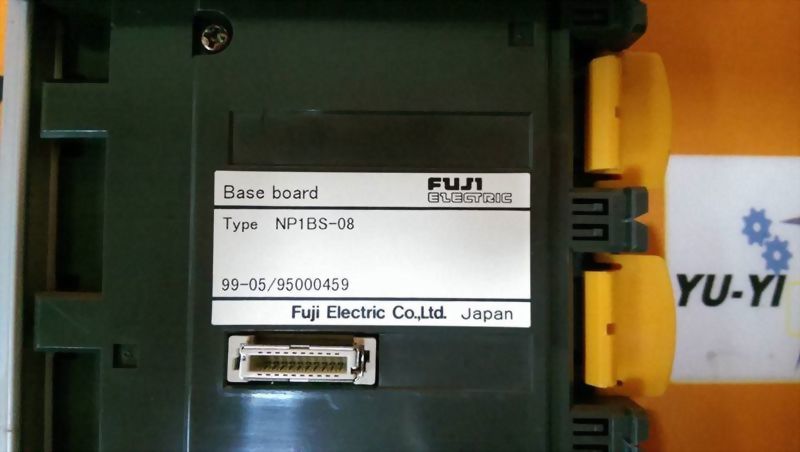 Base board
FUJI
ELECTRIC
Type NP1BS-08
99-05/95000459
Fuji Electric Co.,Ltd. Japan
YU-YI